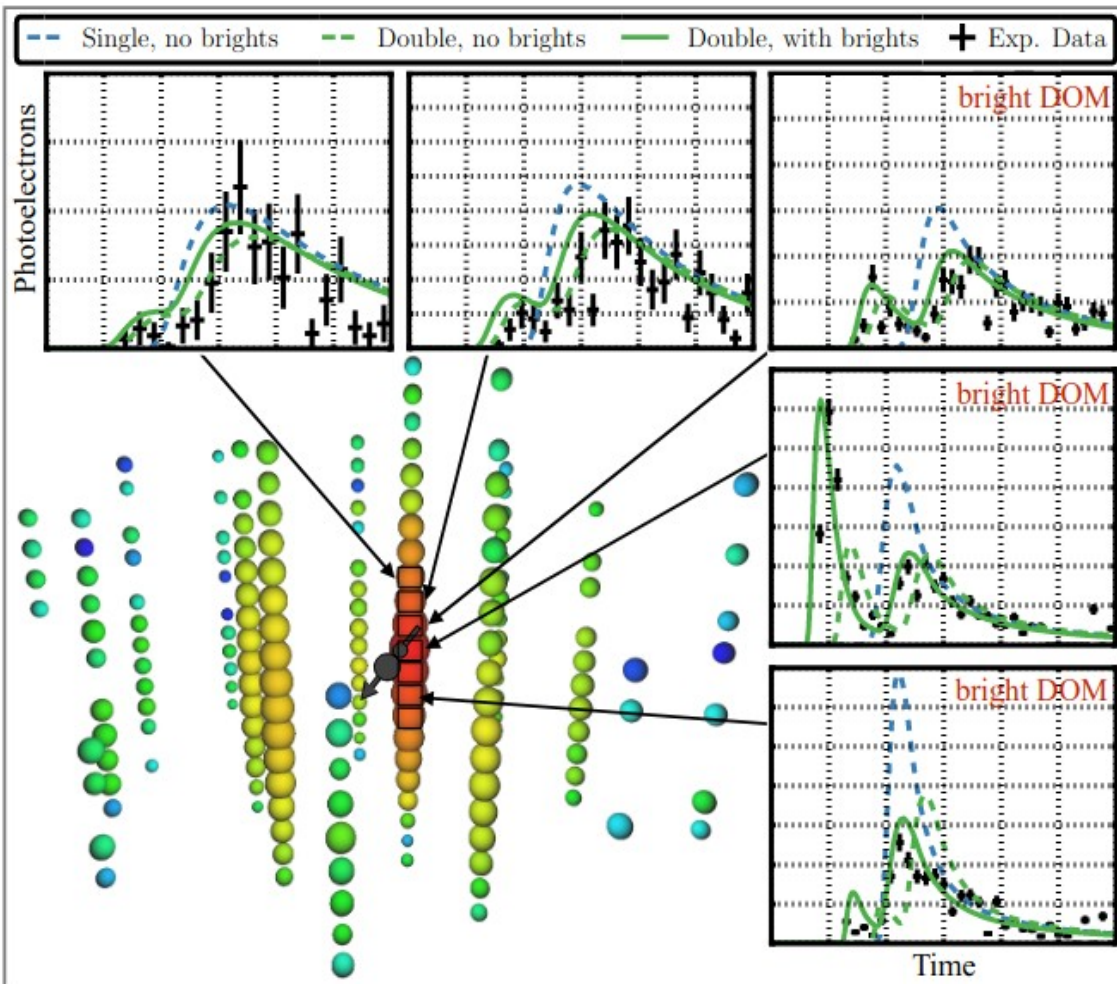 Single, no brights Double, no brights Double, with brights Exp. Data
Photoelectrons
bright DOM
bright DOM
bright DOM
Time